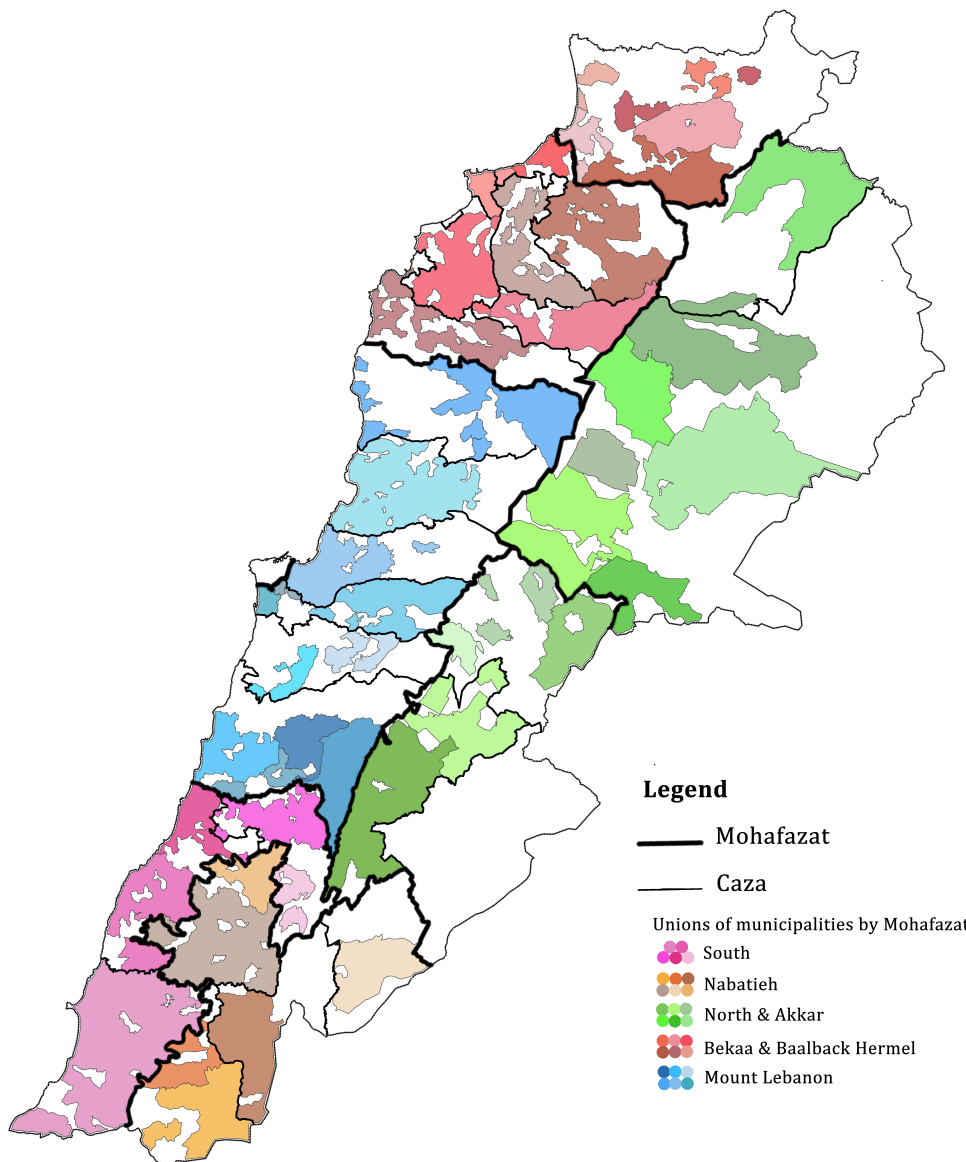 Legend
Mohafazat
Caza
Unions of municipalities by Mohafazat
South
Nabatieh
North & Akkar
Bekaa & Baalback Hermel
Mount Lebanon